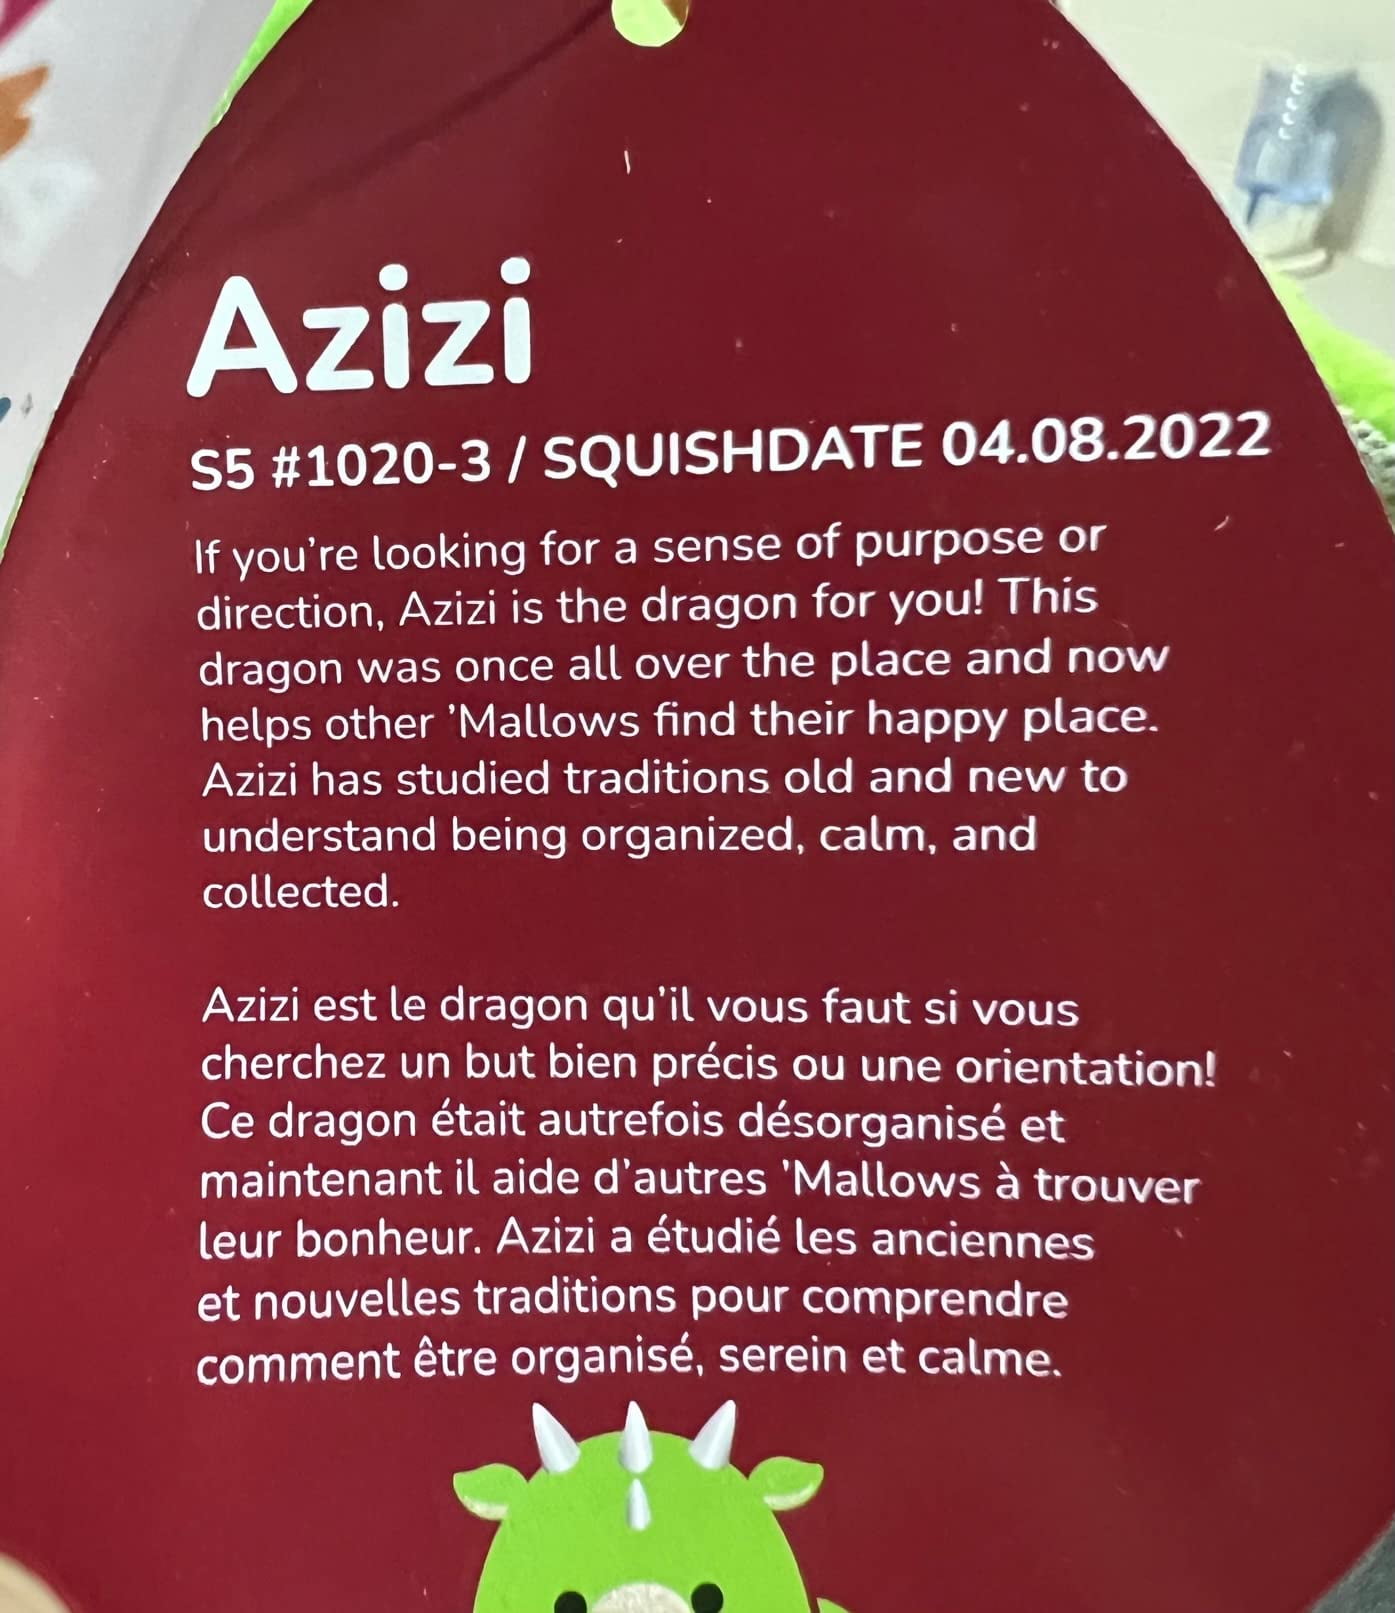 Azizi
S5 #1020-3 / SQUISHDATE 04.08.2022
If you're looking for a sense of purpose or
direction, Azizi is the dragon for you! This
dragon was once all over the place and now
helps other 'Mallows find their happy place.
Azizi has studied traditions old and new to
understand being organized, calm, and
collected.
Azizi est le dragon qu'il vous faut si vous
cherchez un but bien précis ou une orientation!
Ce dragon était autrefois désorganisé et
maintenant il aide d'autres 'Mallows à trouver
leur bonheur. Azizi a étudié les anciennes
et nouvelles traditions pour comprendre
comment être organisé, serein et calme.